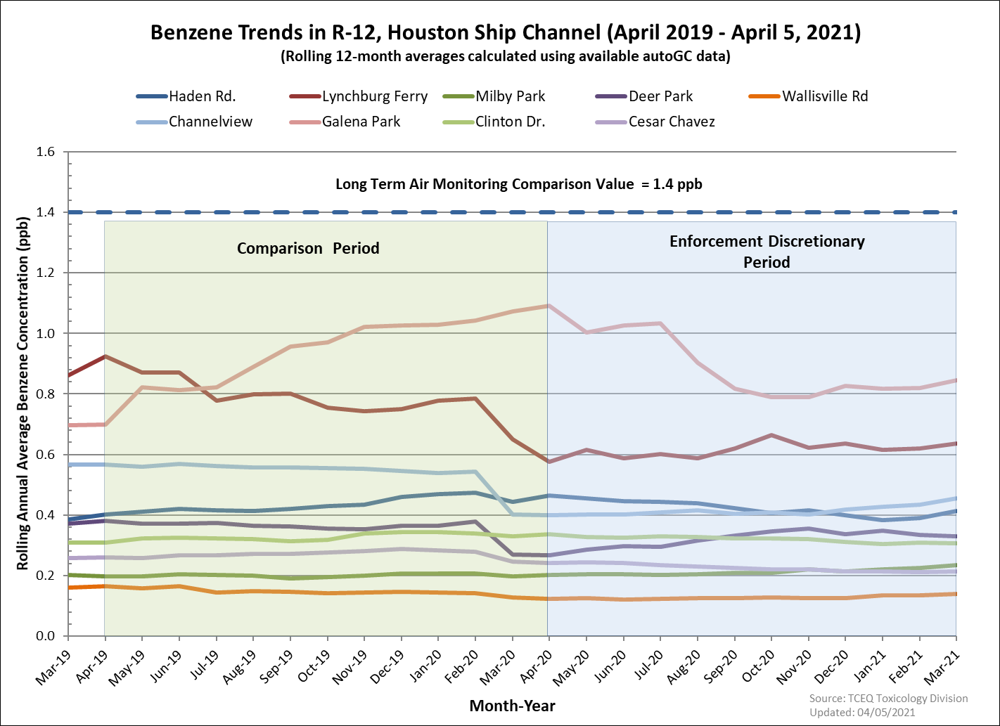 Benzene Trends in R-12, Houston Ship Channel (April 2019 - April 5, 2021)
(Rolling 12-month averages calculated using available autoGC data)
Haden Rd. Lynchburg Ferry Milby Park Deer Park Wallisville Rd
Channelview Galena Park Clinton Dr. Cesar Chavez
Rolling Annual Average Benzene Concentration (ppb)
1.6
1.4
1.2
1.0
0.8
0.6
0.4
0.2
0.0
Long Term Air Monitoring Comparison Value = 1.4 ppb
Comparison Period
Enforcement Discretionary
Period
Mar-19
Apr-19
May-19
Jun-19
Jul-19
Aug-19
Sep-19
Oct-19
Nov-19
Dec-19
Jan-20
Feb-20
Mar-20
Apr-20
May-20
Jun-20
Jul-20
Aug-20
Sep-20
Oct-20
Nov-20
Dec-20
Jan-21
Feb-21
Mar-21
Month-Year
Source: TCEQ Toxicology Division
Updated: 04/05/2021